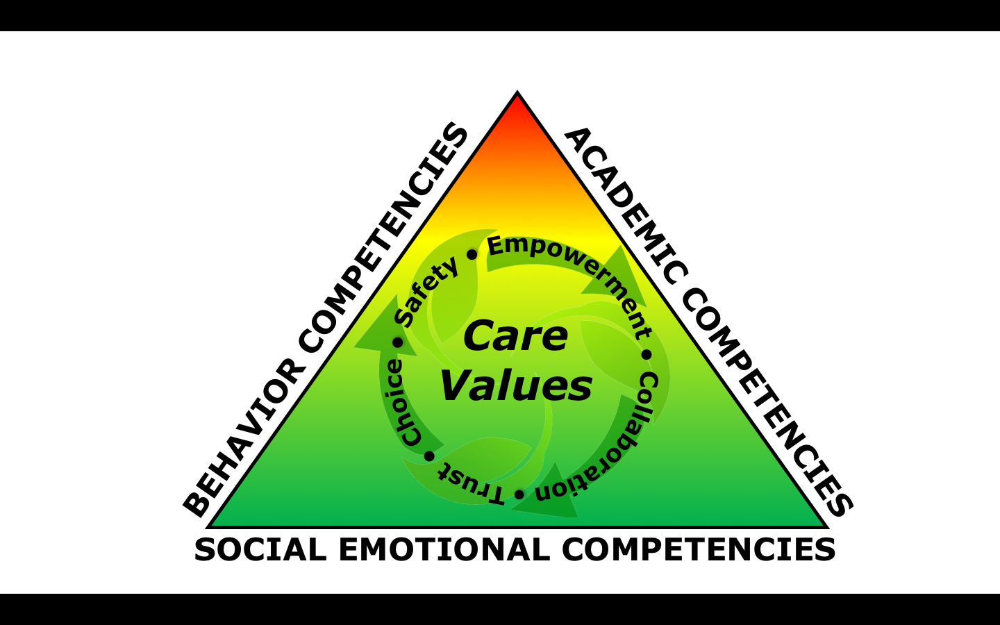 BEHAVIOR COMPETENCIES
ACADEMIC COMPETENCIES
Safety • Empowerment • Collaboration • Trust • Choice •
Care
Values
SOCIAL EMOTIONAL COMPETENCIES